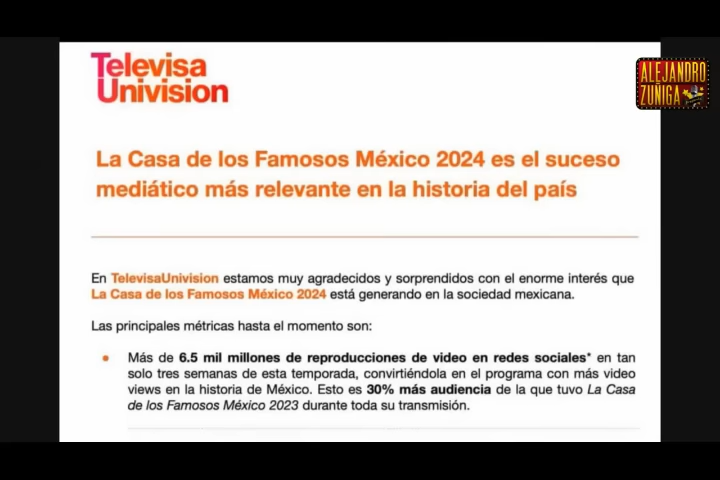 Televisa
Univision
ALEJANDRO
ZUÑIGA
La Casa de los Famosos México 2024 es el suceso
mediático más relevante en la historia del país
En TelevisaUnivision estamos muy agradecidos y sorprendidos con el enorme interés que
La Casa de los Famosos México 2024 está generando en la sociedad mexicana.
Las principales métricas hasta el momento son:
• Más de 6.5 mil millones de reproducciones de video en redes sociales* en tan
solo tres semanas de esta temporada, convirtiéndola en el programa con más video
views en la historia de México. Esto es 30% más audiencia de la que tuvo La Casa
de los Famosos México 2023 durante toda su transmisión.